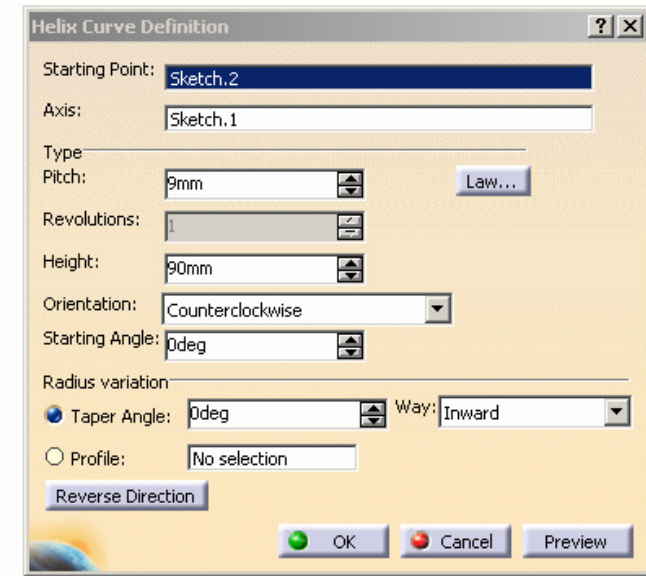 Helix Curve Definition ? X
Starting Point: Sketch.2
Axis: Sketch.1
Type
Pitch: 9mm Law...
Revolutions: 1
Height: 90mm
Orientation: Counterclockwise
Starting Angle: 0deg
Radius variation
Taper Angle: 0deg Way: Inward
Profile: No selection
Reverse Direction
OK Cancel Preview